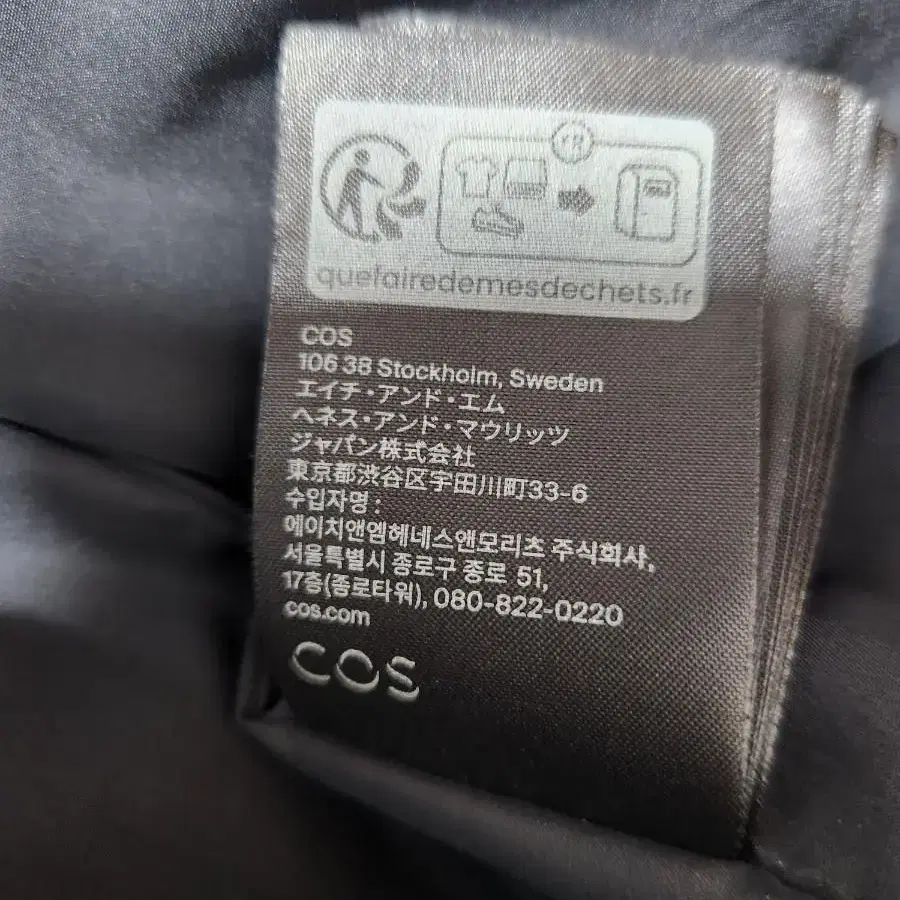 FR
quefairedemesdechets.fr
COS
106 38 Stockholm, Sweden
エイチ・アンド・エム
ヘネス・アンド・マウリッツ
ジャパン株式会社
東京都渋谷区宇田川町33-6
수입자명 :
에이치앤엠헤네스앤모리츠 주식회사,
서울특별시 종로구 종로 51,
17층(종로타워), 080-822-0220
cos.com
COS